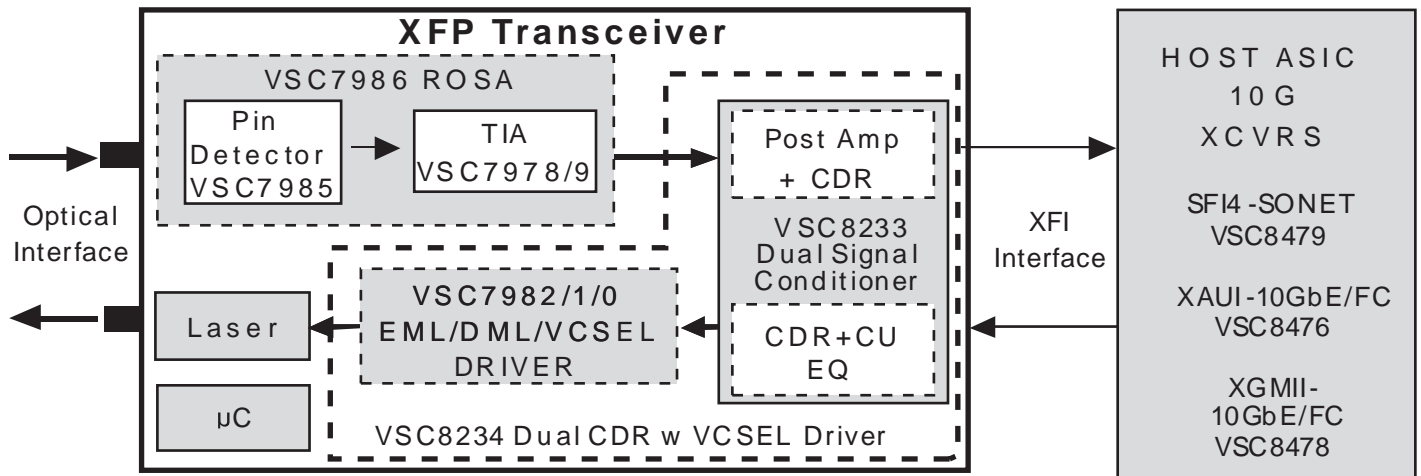 XFP Transceiver
VSC7986 ROSA
Pin
Detector
VSC7985
TIA
VSC7978/9
Post Amp
+ CDR
VSC8233
Dual Signal
Conditioner
CDR+CU
EQ
VSC7982/1/0
EML/DML/VCSEL
DRIVER
Laser
µC
VSC8234 Dual CDR w VCSEL Driver
Optical
Interface
XFI
Interface
HOST ASIC
10 G
XCVRS
SFI4-SONET
VSC8479
XAUI-10GbE/FC
VSC8476
XGMII-
10GbE/FC
VSC8478